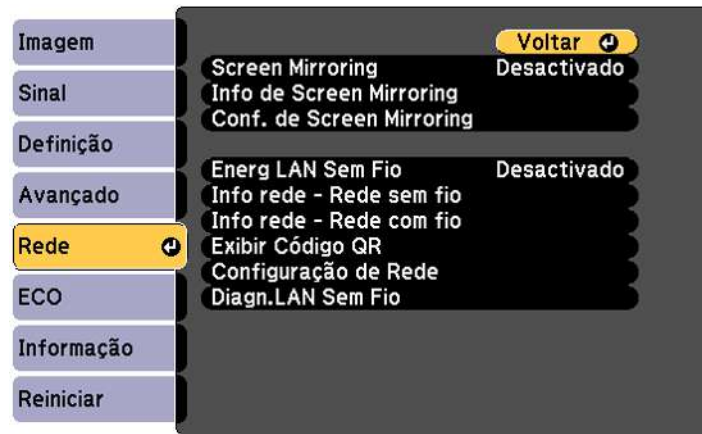 Imagem
Sinal
Definição
Avançado
Rede
ECO
Informação
Reiniciar
Voltar
Screen Mirroring Desactivado
Info de Screen Mirroring
Conf. de Screen Mirroring
Energ LAN Sem Fio Desactivado
Info rede - Rede sem fio
Info rede - Rede com fio
Exibir Código QR
Configuração de Rede
Diagn.LAN Sem Fio